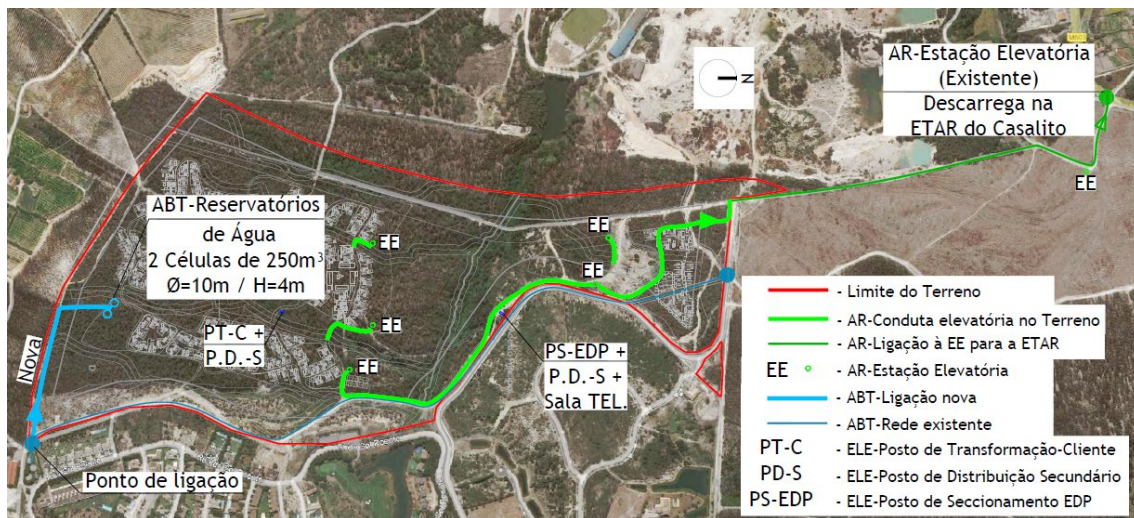 AR-Estação Elevatória
(Existente)
Descarrega na
ETAR do Casalito
N
EE
ABT-Reservatórios
de Água
2 Células de 250m³
Ø=10m / H=4m
EE
EE
EE
PT-C +
P.D.-S
EE
EE
Nova
PS-EDP +
P.D.-S +
Sala TEL.
Ponto de ligação
- Limite do Terreno
- AR-Conduta elevatória no Terreno
- AR-Ligação à EE para a ETAR
EE - AR-Estação Elevatória
- ABT-Ligação nova
- ABT-Rede existente
PT-C - ELE-Posto de Transformação-Cliente
PD-S - ELE-Posto de Distribuição Secundário
PS-EDP - ELE-Posto de Seccionamento EDP